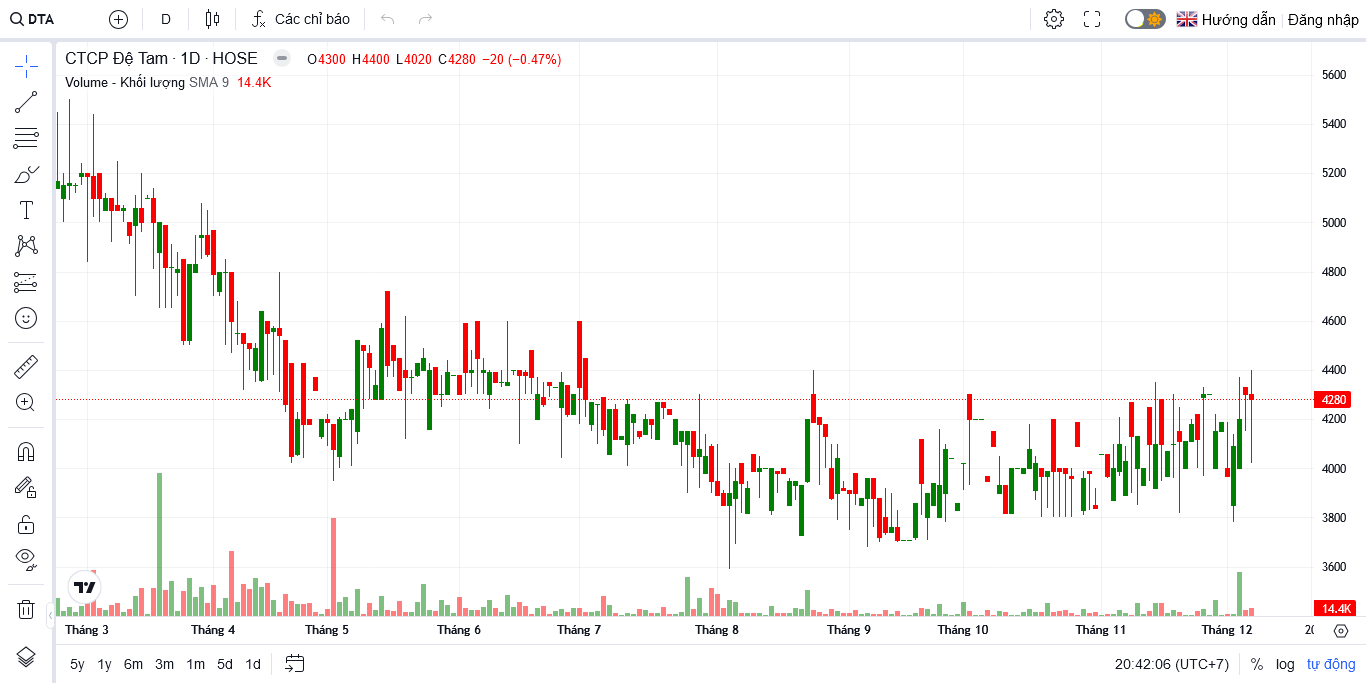 DTA D Các chỉ báo Hướng dẫn Đăng nhập
CTCP Đệ Tam · 1D · HOSE O4300 H4400 L4020 C4280 −20 (−0.47%)
Volume - Khối lượng SMA 9 14.4K
5600
5400
5200
5000
4800
4600
4400
4280
4200
4000
3800
3600
14.4K
Tháng 3 Tháng 4 Tháng 5 Tháng 6 Tháng 7 Tháng 8 Tháng 9 Tháng 10 Tháng 11 Tháng 12
5y 1y 6m 3m 1m 5d 1d 20:42:06 (UTC+7) % log tự động